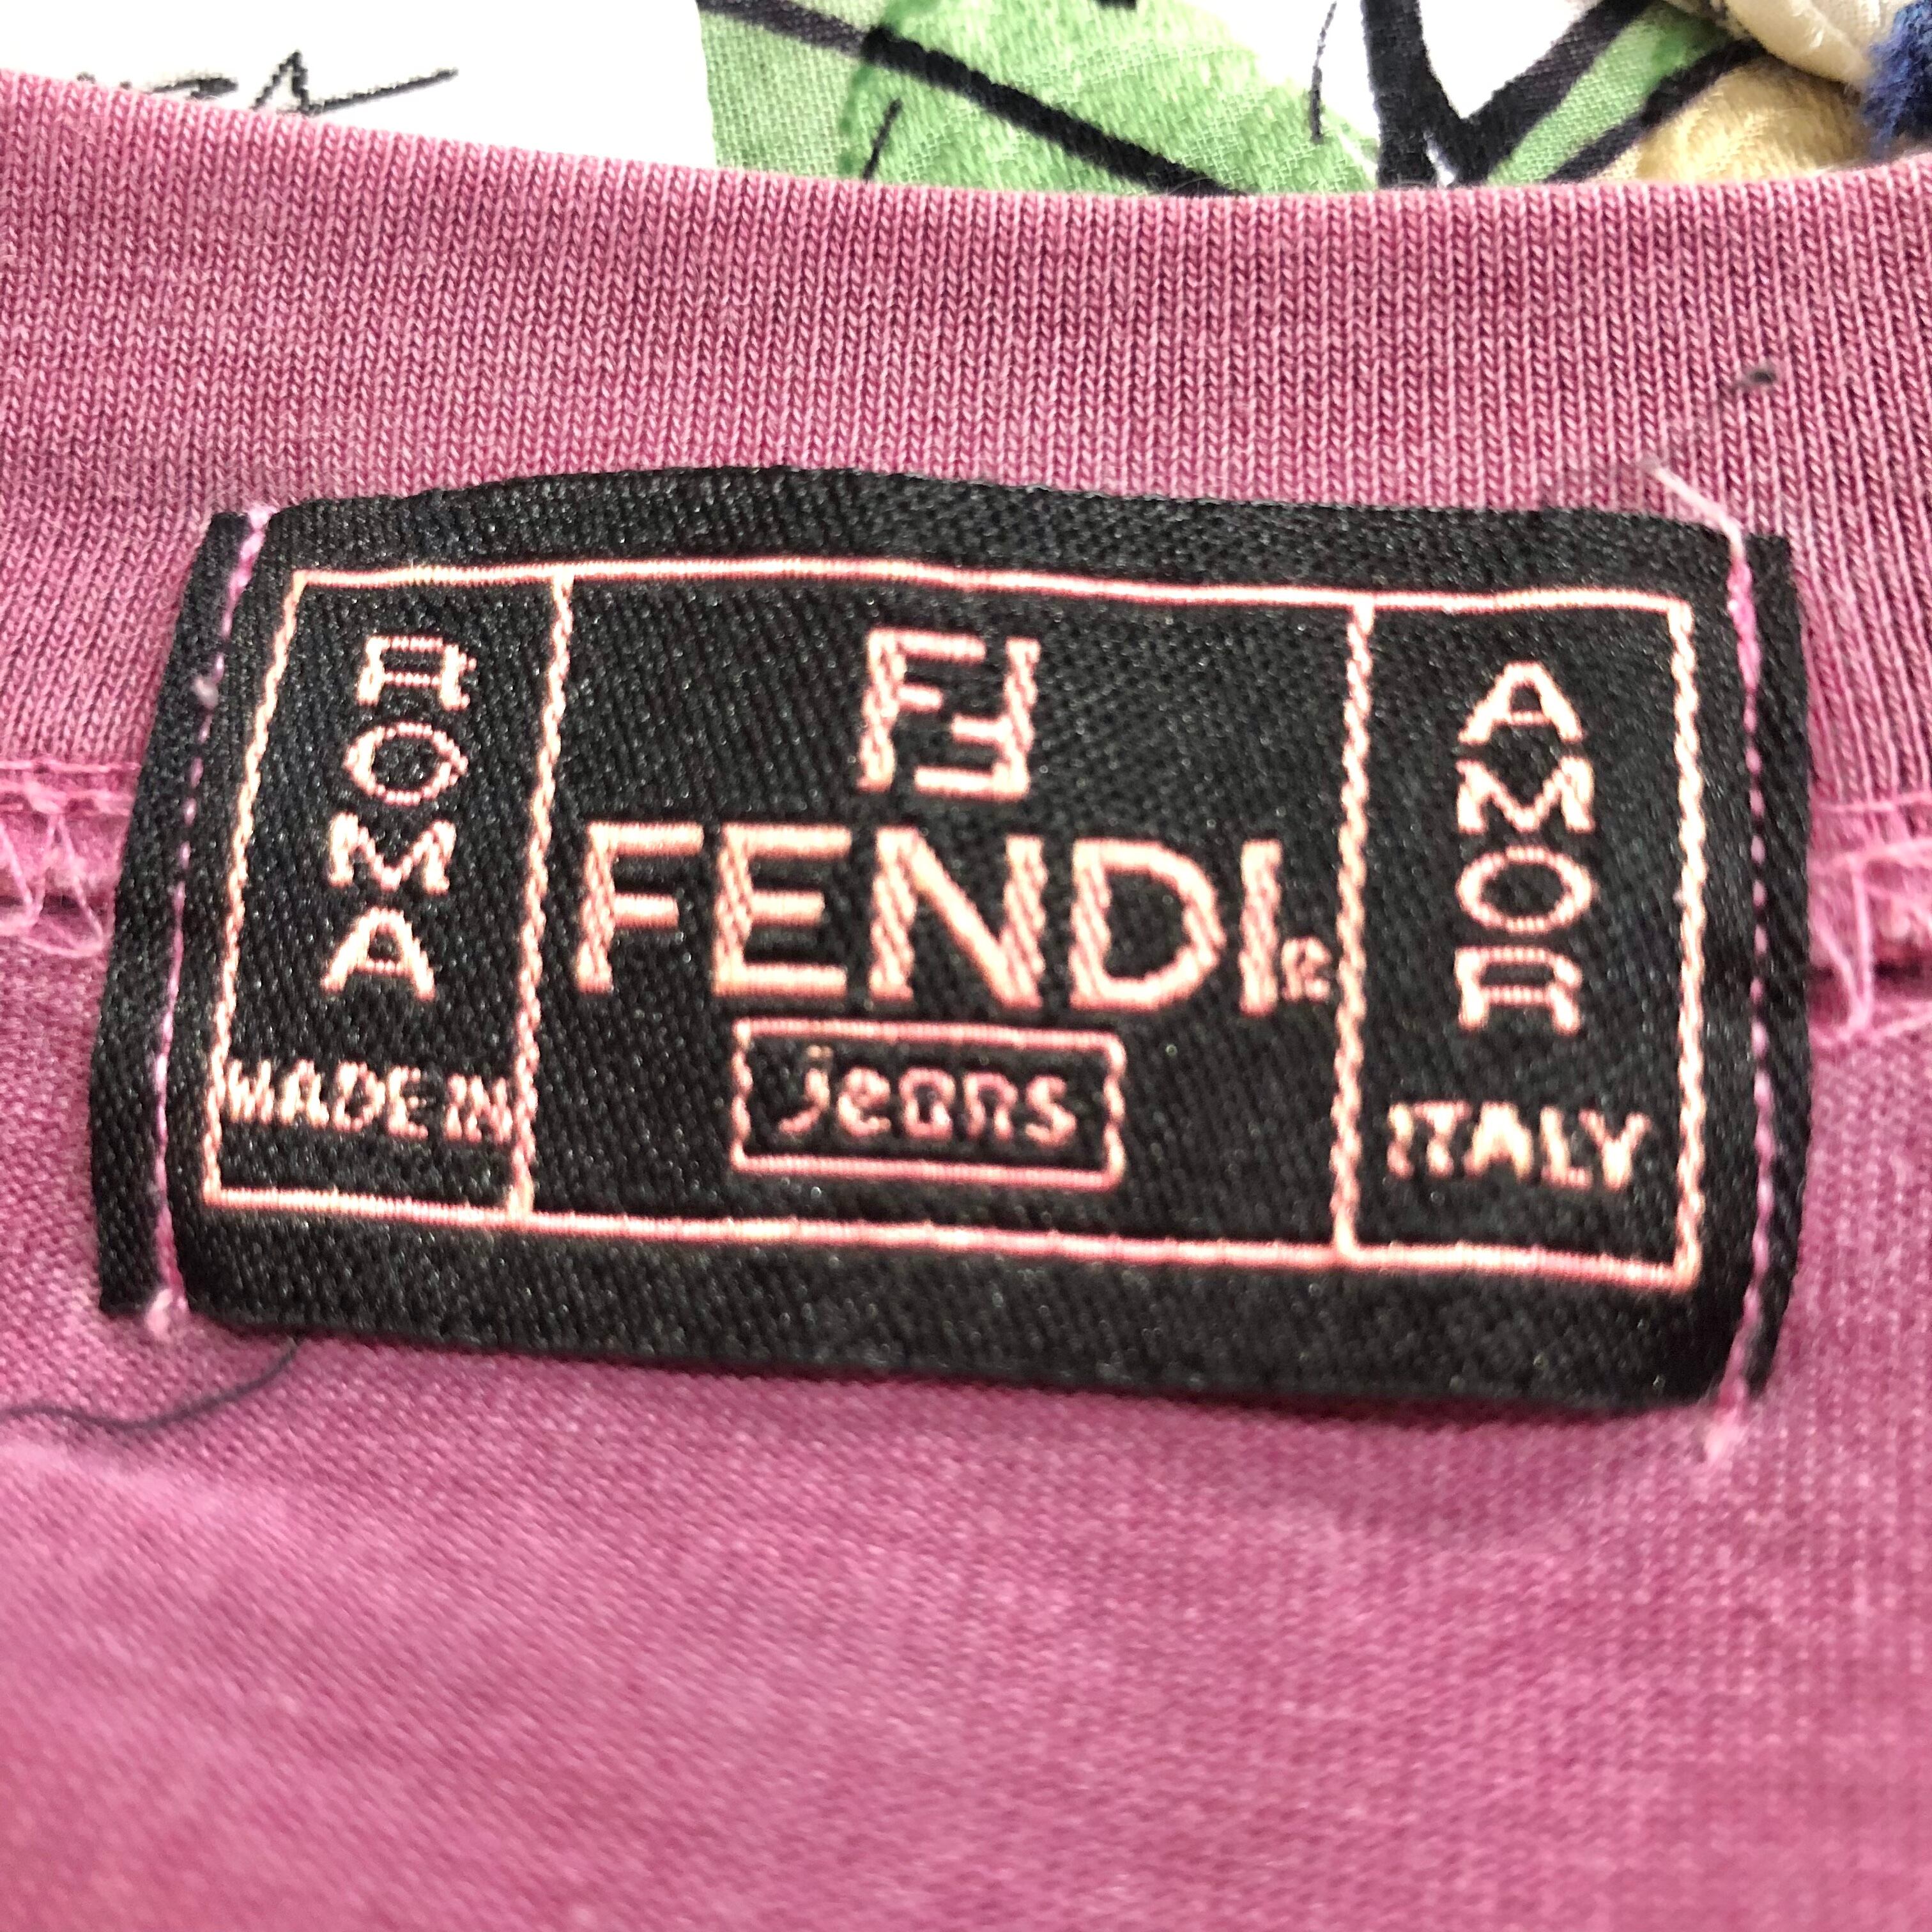 ROMA
MADE IN
FF
FENDI®
jeans
AMOR
ITALY